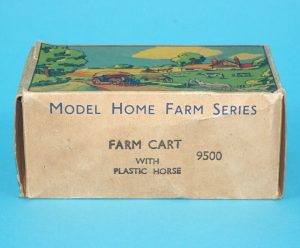 MODEL HOME FARM SERIES
FARM CART
WITH 9500
PLASTIC HORSE